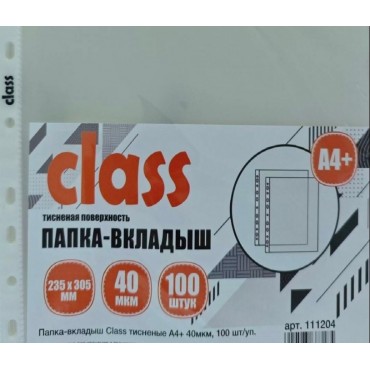 class
A4+
class
тисненая поверхность
ПАПКА-ВКЛАДЫШ
235 x 305
ММ
40
МКМ
100
ШТУК
Папка-вкладыш Class тисненые А4+ 40мкм, 100 шт/уп.
арт. 111204